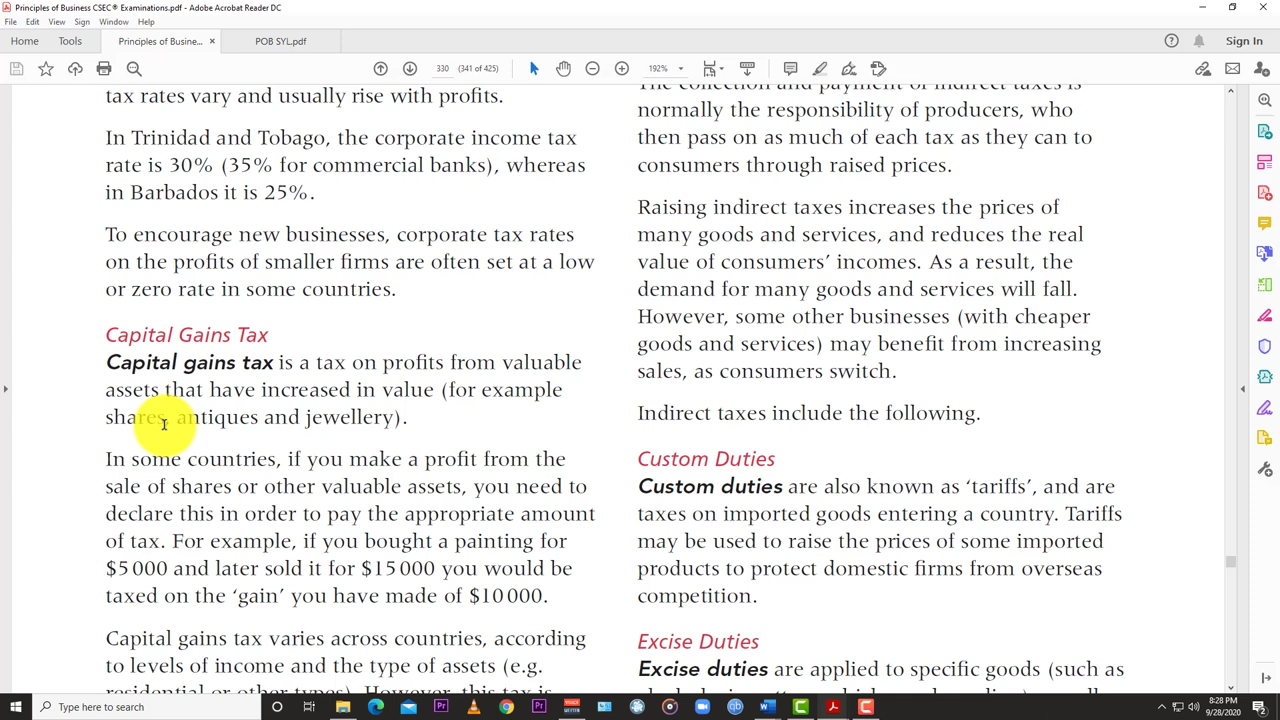 Principles of Business CSEC® Examinations.pdf - Adobe Acrobat Reader DC
File Edit View Sign Window Help
Home Tools Principles of Busine... × POB SYL.pdf Sign In
330 (341 of 425) 192%
tax rates vary and usually rise with profits.
In Trinidad and Tobago, the corporate income tax
rate is 30% (35% for commercial banks), whereas
in Barbados it is 25%.
To encourage new businesses, corporate tax rates
on the profits of smaller firms are often set at a low
or zero rate in some countries.
Capital Gains Tax
Capital gains tax is a tax on profits from valuable
assets that have increased in value (for example
shares, antiques and jewellery).
In some countries, if you make a profit from the
sale of shares or other valuable assets, you need to
declare this in order to pay the appropriate amount
of tax. For example, if you bought a painting for
$5 000 and later sold it for $15 000 you would be
taxed on the ‘gain’ you have made of $10 000.
Capital gains tax varies across countries, according
to levels of income and the type of assets (e.g.
residential or other types). However, this tax is
The collection and payment of indirect taxes is
normally the responsibility of producers, who
then pass on as much of each tax as they can to
consumers through raised prices.
Raising indirect taxes increases the prices of
many goods and services, and reduces the real
value of consumers’ incomes. As a result, the
demand for many goods and services will fall.
However, some other businesses (with cheaper
goods and services) may benefit from increasing
sales, as consumers switch.
Indirect taxes include the following.
Custom Duties
Custom duties are also known as ‘tariffs’, and are
taxes on imported goods entering a country. Tariffs
may be used to raise the prices of some imported
products to protect domestic firms from overseas
competition.
Excise Duties
Excise duties are applied to specific goods (such as
Type here to search
8:28 PM
9/28/2020